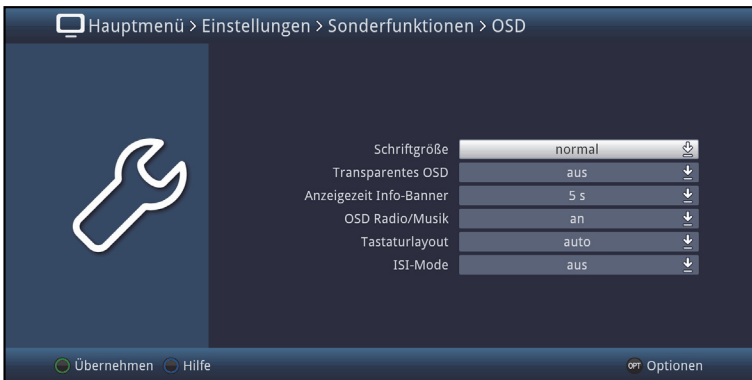 Hauptmenü > Einstellungen > Sonderfunktionen > OSD
Schriftgröße normal
Transparentes OSD aus
Anzeigezeit Info-Banner 5 s
OSD Radio/Musik an
Tastaturlayout auto
ISI-Mode aus
Übernehmen Hilfe OPT Optionen